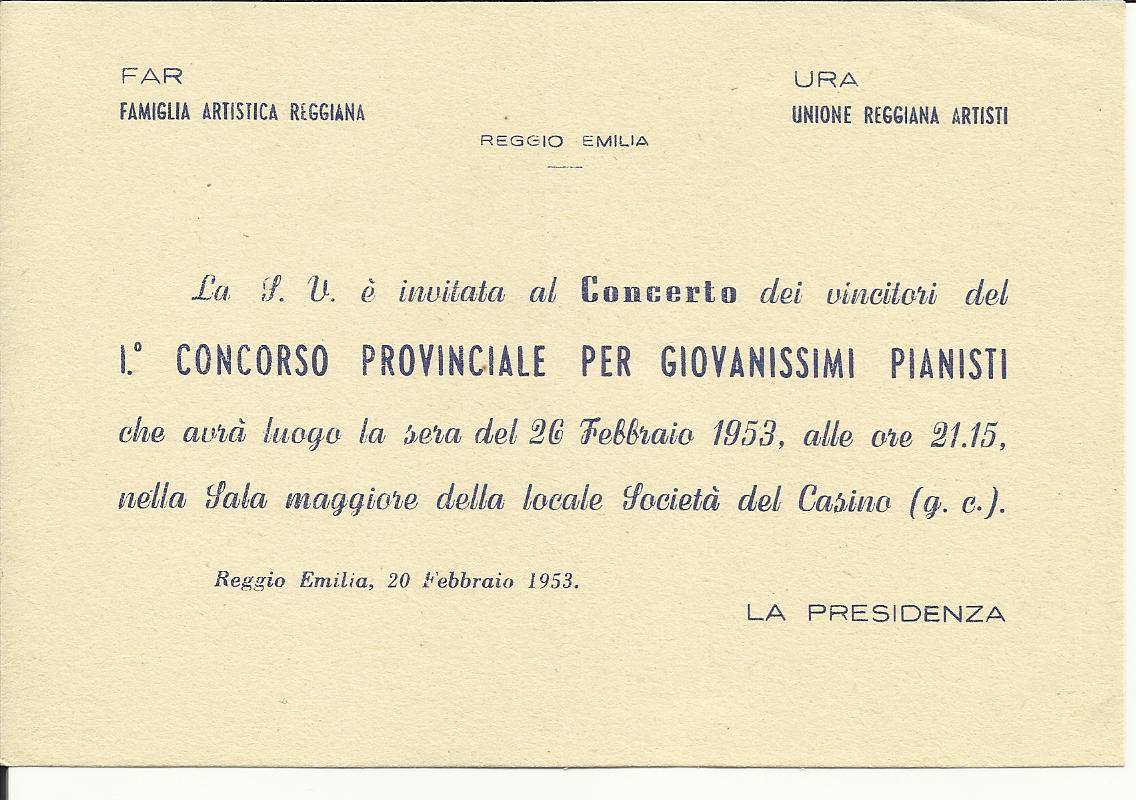 FAR
FAMIGLIA ARTISTICA REGGIANA
URA
UNIONE REGGIANA ARTISTI
REGGIO EMILIA
La S. V. è invitata al Concerto dei vincitori del
I.° CONCORSO PROVINCIALE PER GIOVANISSIMI PIANISTI
che avrà luogo la sera del 26 Febbraio 1953, alle ore 21.15,
nella Sala maggiore della locale Società del Casino (g. c.).
Reggio Emilia, 20 Febbraio 1953.
LA PRESIDENZA